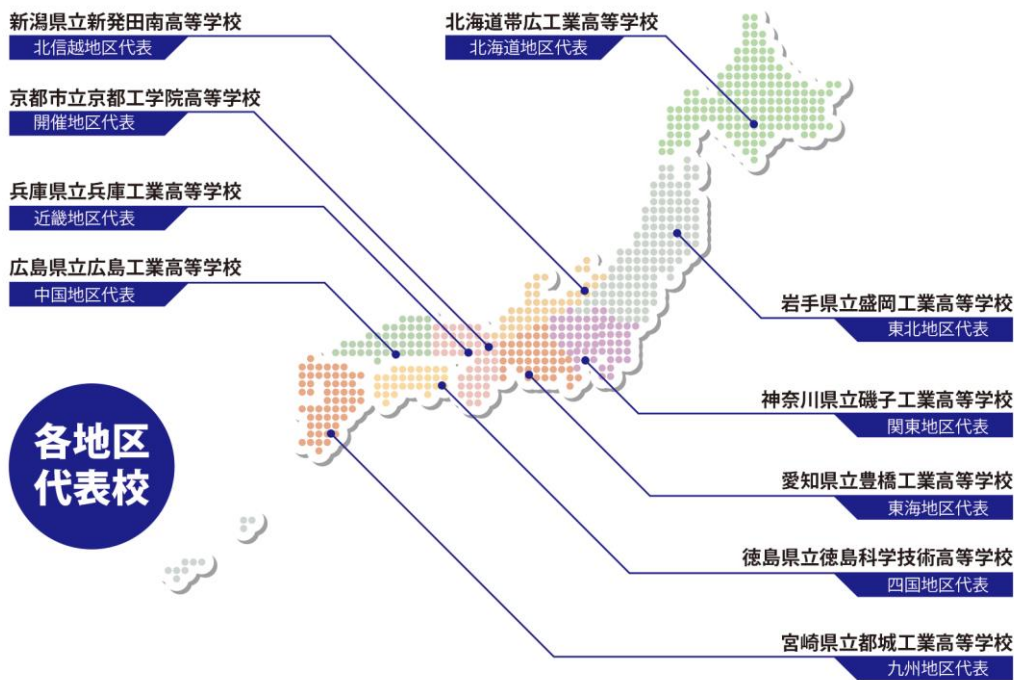 新潟県立新発田南高等学校
北信越地区代表
北海道帯広工業高等学校
北海道地区代表
京都市立京都工学院高等学校
開催地区代表
兵庫県立兵庫工業高等学校
近畿地区代表
広島県立広島工業高等学校
中国地区代表
岩手県立盛岡工業高等学校
東北地区代表
神奈川県立磯子工業高等学校
関東地区代表
各地区
代表校
愛知県立豊橋工業高等学校
東海地区代表
徳島県立徳島科学技術高等学校
四国地区代表
宮崎県立都城工業高等学校
九州地区代表